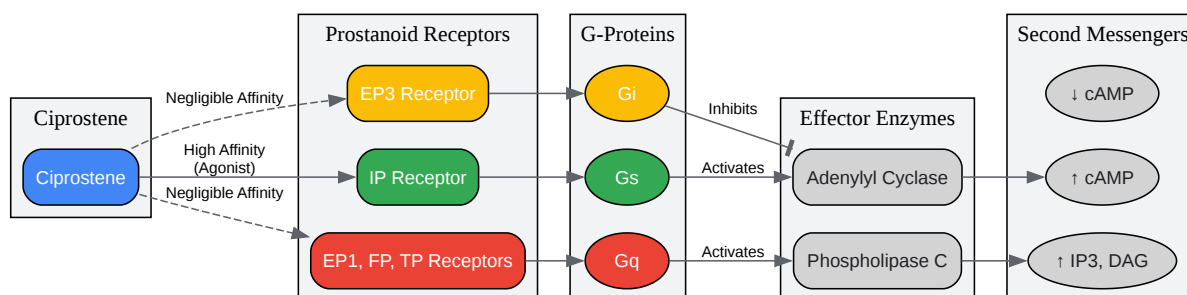 Ciprostene
Ciprostene
Negligible Affinity
High Affinity
(Agonist)
Negligible Affinity
Prostanoid Receptors
EP3 Receptor
IP Receptor
EP1, FP, TP Receptors
G-Proteins
Gi
Gs
Gq
Inhibits
Activates
Activates
Effector Enzymes
Adenylyl Cyclase
Phospholipase C
Second Messengers
↓ cAMP
↑ cAMP
↑ IP3, DAG